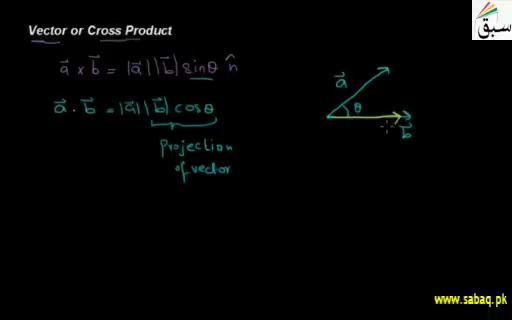 Vector or Cross Product
سبق
a⃗ × b⃗ = |a⃗| |b⃗| sinθ n̂
a⃗ . b⃗ = |a⃗| |b⃗| cosθ
projection
of vector
a⃗
θ
b⃗
www.sabaq.pk